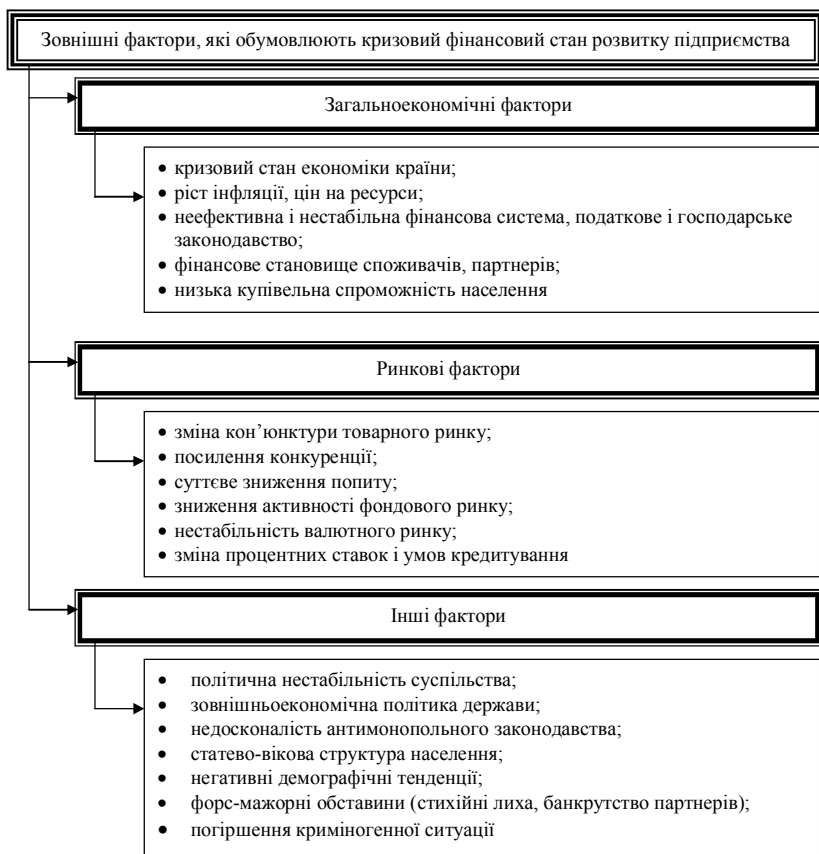 Зовнішні фактори, які обумовлюють кризовий фінансовий стан розвитку підприємства
Загальноекономічні фактори
• кризовий стан економіки країни;
• ріст інфляції, цін на ресурси;
• неефективна і нестабільна фінансова система, податкове і господарське
законодавство;
• фінансове становище споживачів, партнерів;
• низька купівельна спроможність населення
Ринкові фактори
• зміна кон’юнктури товарного ринку;
• посилення конкуренції;
• суттєве зниження попиту;
• зниження активності фондового ринку;
• нестабільність валютного ринку;
• зміна процентних ставок і умов кредитування
Інші фактори
• політична нестабільність суспільства;
• зовнішньоекономічна політика держави;
• недосконалість антимонопольного законодавства;
• статево-вікова структура населення;
• негативні демографічні тенденції;
• форс-мажорні обставини (стихійні лиха, банкрутство партнерів);
• погіршення криміногенної ситуації